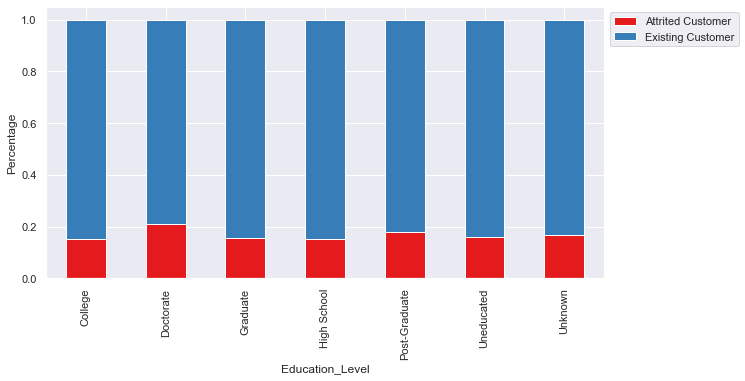 Attrited Customer
Existing Customer
Percentage
1.0
0.8
0.6
0.4
0.2
0.0
College
Doctorate
Graduate
High School
Post-Graduate
Uneducated
Unknown
Education_Level